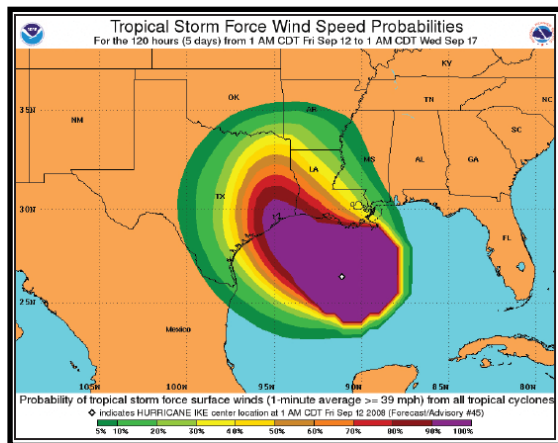 Tropical Storm Force Wind Speed Probabilities
For the 120 hours (5 days) from 1 AM CDT Fri Sep 12 to 1 AM CDT Wed Sep 17
KY
NC
35N
OK
AR
TN
NM
SC
MS
AL
GA
LA
TX
30N
FL
25N
Mexico
105W
100W
95W
90W
85W
80W
Probability of tropical storm force surface winds (1-minute average >= 39 mph) from all tropical cyclones
indicates HURRICANE IKE center location at 1 AM CDT Fri Sep 12 2008 (Forecast/Advisory #45)
5% 10% 20% 30% 40% 50% 60% 70% 80% 90% 100%